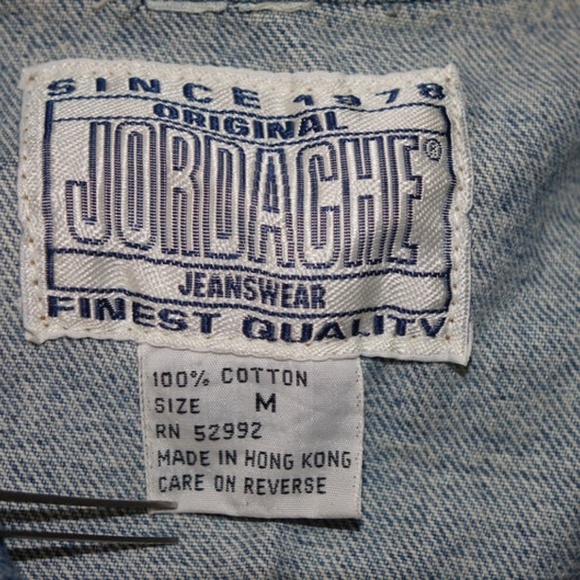 SINCE 1978
ORIGINAL
JORDACHE®
JEANSWEAR
FINEST QUALITY
100% COTTON
SIZE M
RN 52992
MADE IN HONG KONG
CARE ON REVERSE